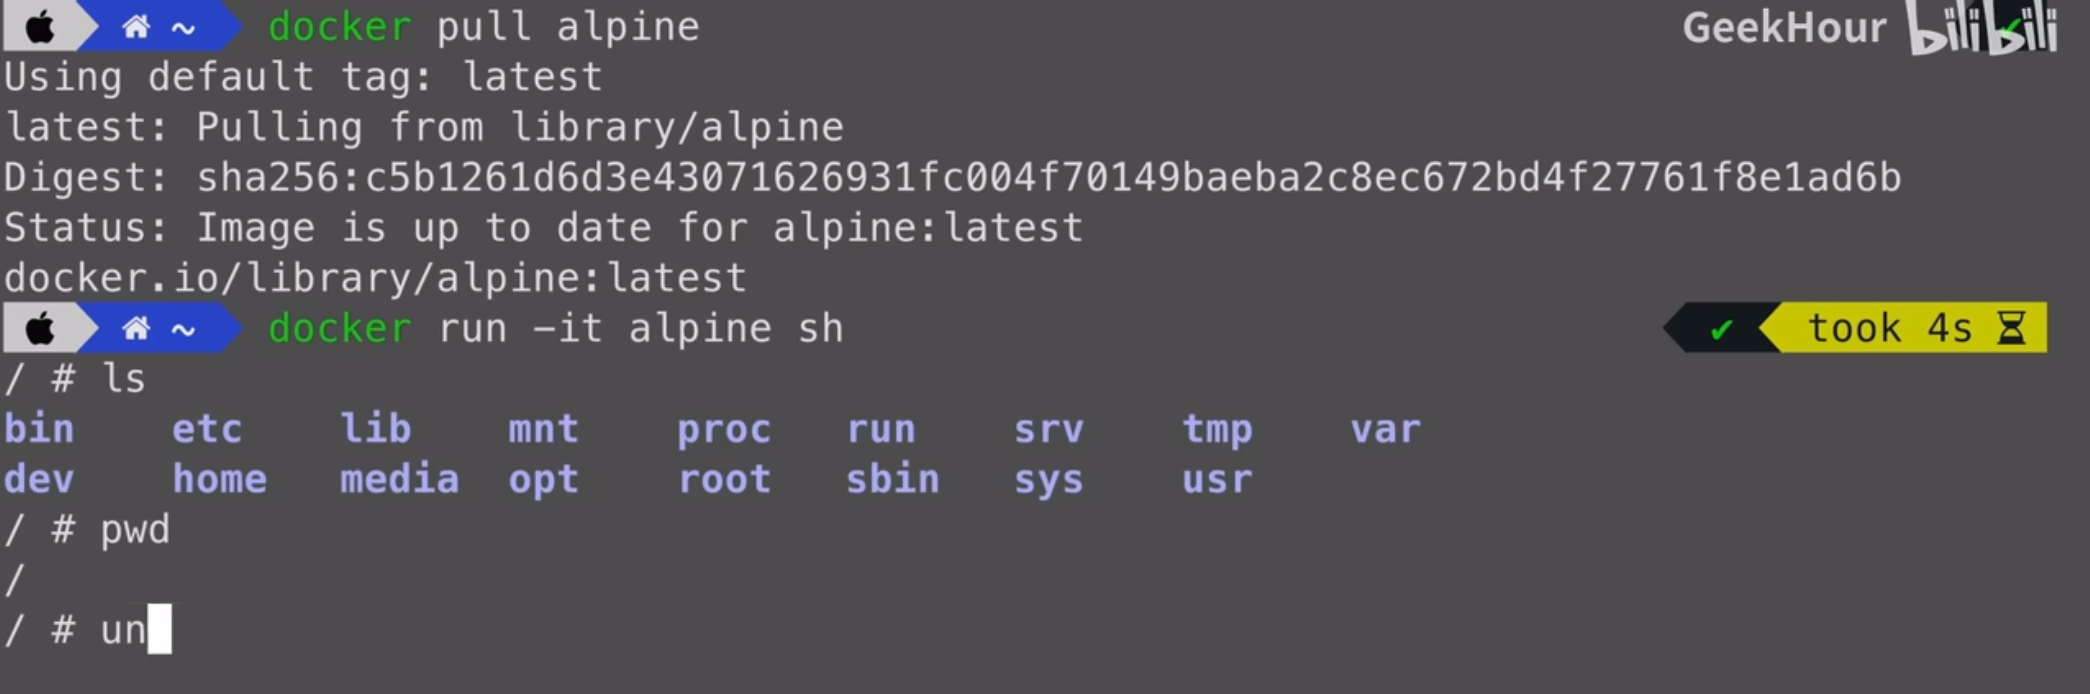 ~ docker pull alpine
GeekHour bilibili
Using default tag: latest
latest: Pulling from library/alpine
Digest: sha256:c5b1261d6d3e43071626931fc004f70149baeba2c8ec672bd4f27761f8e1ad6b
Status: Image is up to date for alpine:latest
docker.io/library/alpine:latest
~ docker run -it alpine sh ✔ took 4s
/ # ls
bin etc lib mnt proc run srv tmp var
dev home media opt root sbin sys usr
/ # pwd
/
/ # un